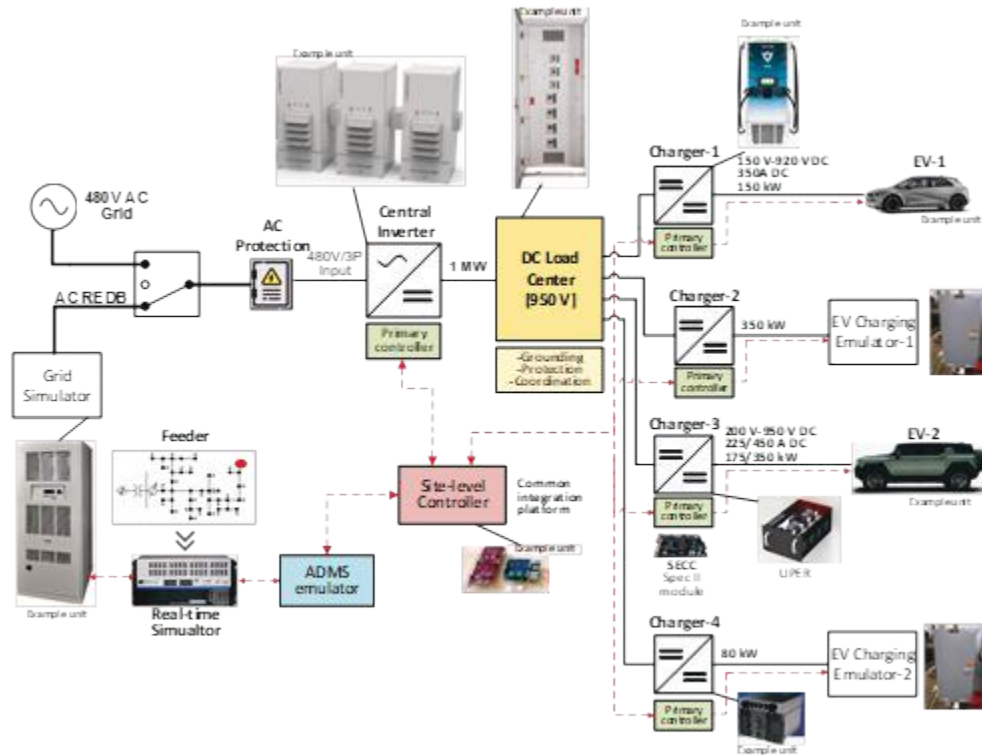 Example unit
Example unit
Example unit
480V AC
Grid
AC REDB
Grid
Simulator
Example unit
Feeder
Real-time
Simualtor
AC
Protection
480V/3P
Input
Central
Inverter
Primary
controller
1 MW
DC Load
Center
[950 V]
-Grounding
-Protection
-Coordination
ADMS
emulator
Site-level
Controller
Common
integration
platform
Example unit
Charger-1
150 V-920 V DC
350A DC
150 kW
Primary
controller
EV-1
Example unit
Charger-2
350 kW
Primary
controller
EV Charging
Emulator-1
Charger-3
200 V-950 V DC
225/450 A DC
175/350 kW
Primary
controller
EV-2
Example unit
SECC
Spec II
module
UPER
Charger-4
80 kW
Primary
controller
EV Charging
Emulator-2
Example unit